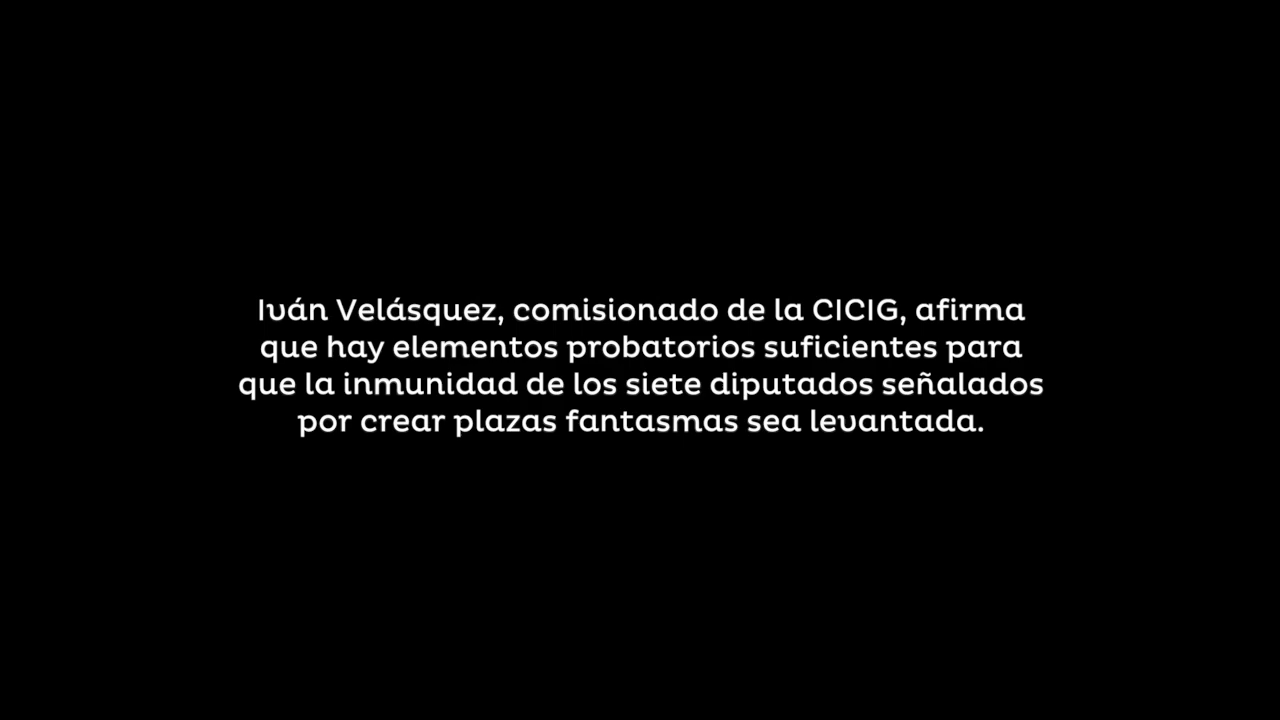 Iván Velásquez, comisionado de la CICIG, afirma
que hay elementos probatorios suficientes para
que la inmunidad de los siete diputados señalados
por crear plazas fantasmas sea levantada.